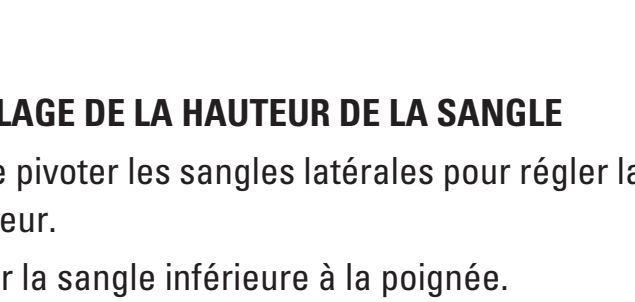 LAGE DE LA HAUTEUR DE LA SANGLE
e pivoter les sangles latérales pour régler la
eur.
r la sangle inférieure à la poignée.